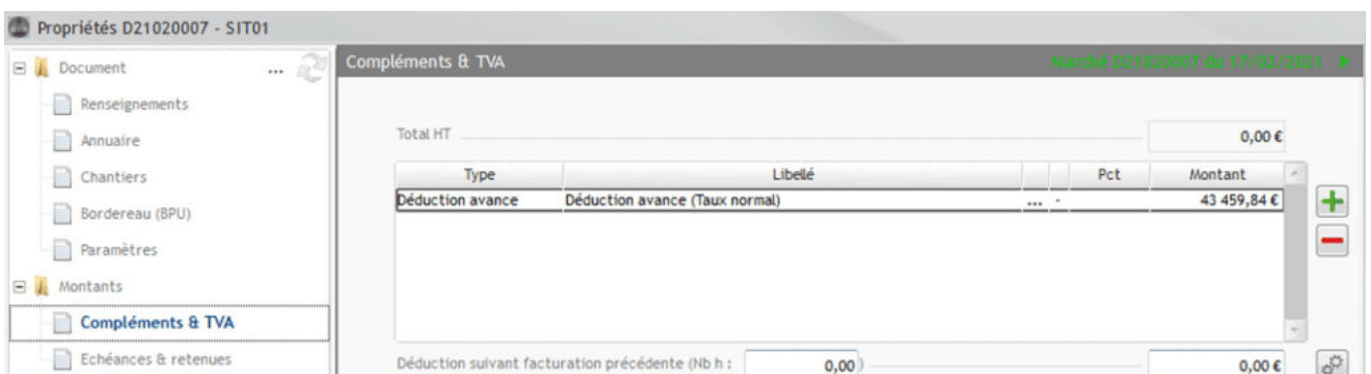 Propriétés D21020007 - SIT01
Document ...
Renseignements
Annuaire
Chantiers
Bordereau (BPU)
Paramètres
Montants
Compléments & TVA
Echéances & retenues
Compléments & TVA Marché D21020007 du 17/02/2021
Total HT 0,00 €
Type Libellé Pct Montant
Déduction avance Déduction avance (Taux normal) ... - 43 459,84 €
Déduction suivant facturation précédente (Nb h : 0,00 ) 0,00 €